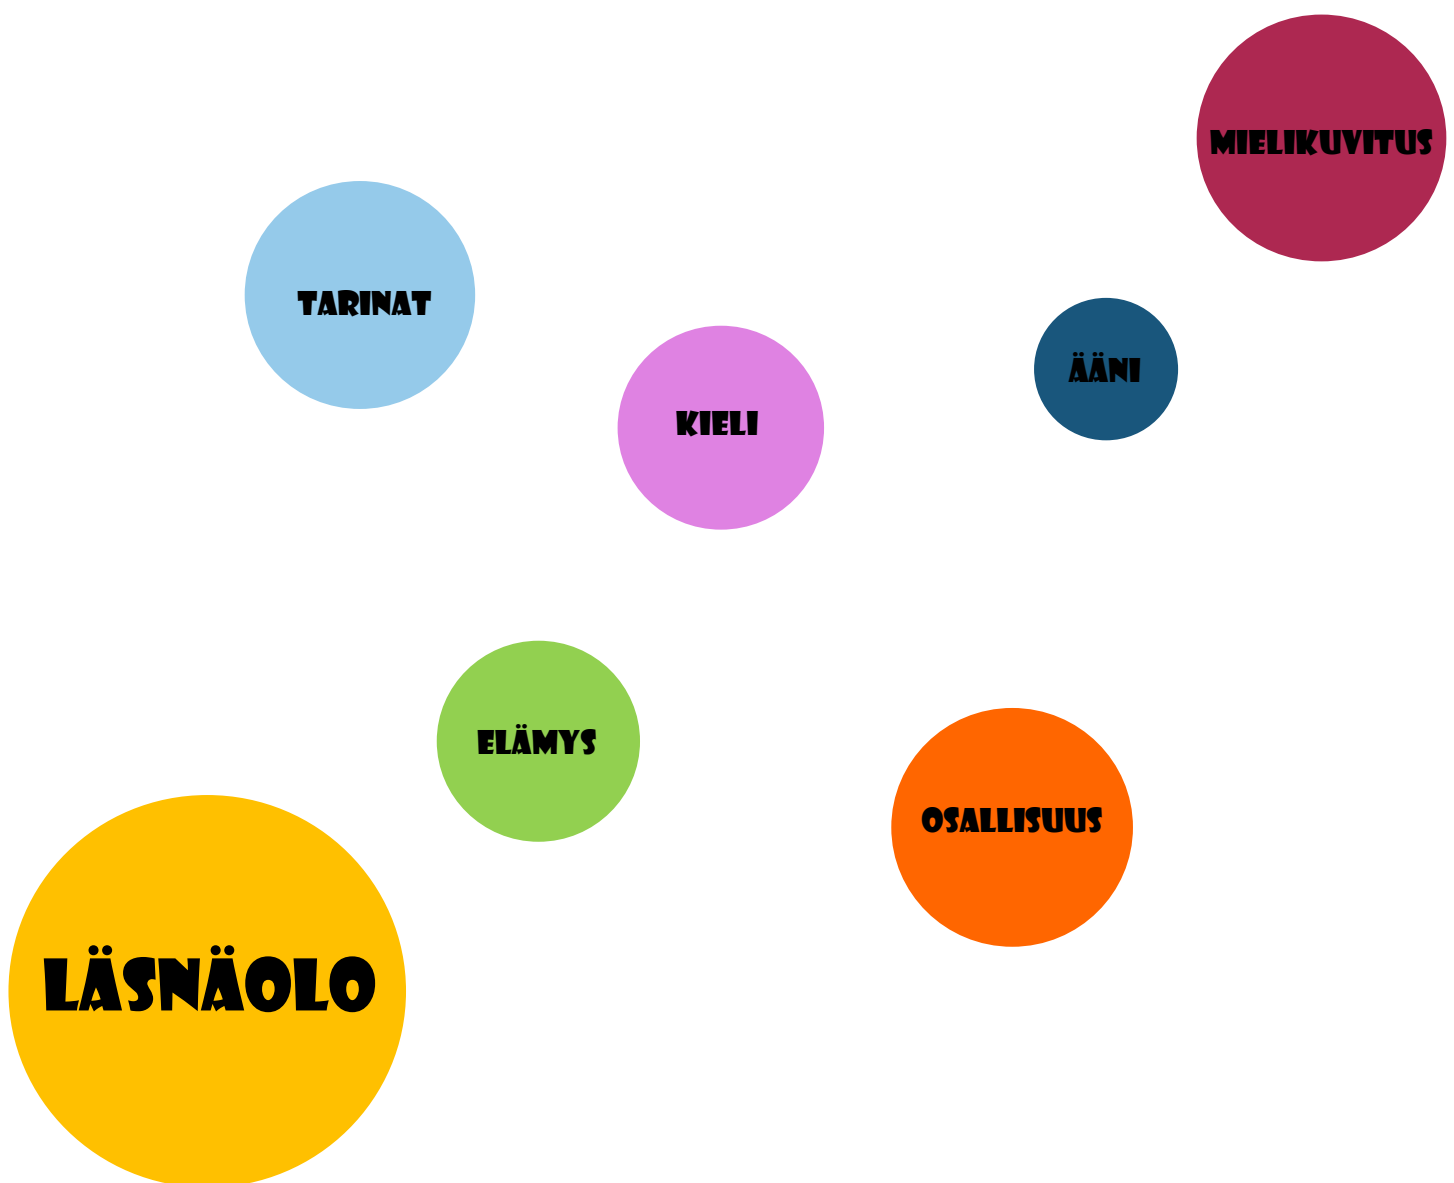 MIELIKUVITUS
TARINAT
ÄÄNI
KIELI
ELÄMYS
OSALLISUUS
LÄSNÄOLO